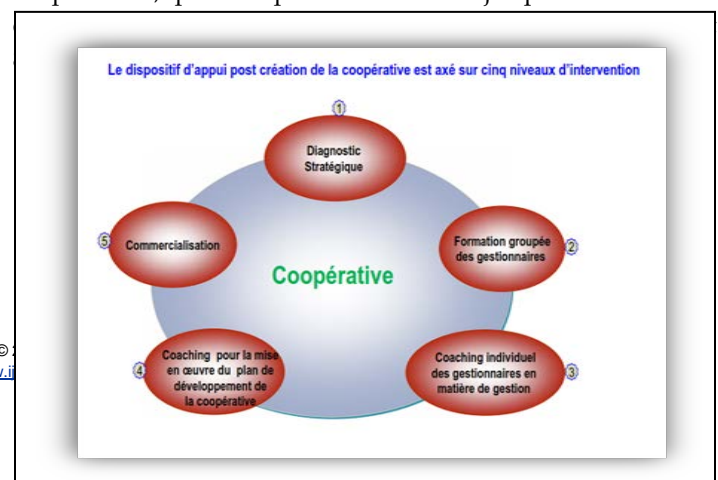 Le dispositif d'appui post création de la coopérative est axé sur cinq niveaux d'intervention
1
Diagnostic
Stratégique
5
Commercialisation
Formation groupée
des gestionnaires
2
Coopérative
4
Coaching pour la mise
en œuvre du plan de
développement de
la coopérative
Coaching individuel
des gestionnaires en
matière de gestion
3
©